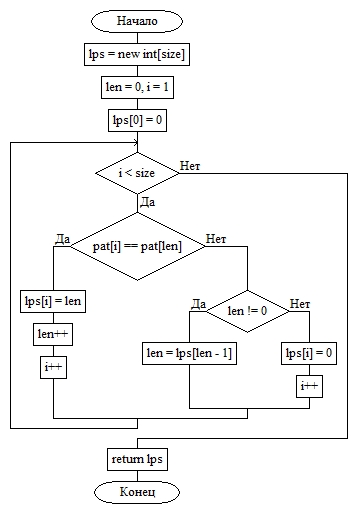 Начало
lps = new int[size]
len = 0, i = 1
lps[0] = 0
i < size
Нет
Да
pat[i] == pat[len]
Да
Нет
lps[i] = len
len++
i++
len != 0
Да
Нет
len = lps[len - 1]
lps[i] = 0
i++
return lps
Конец